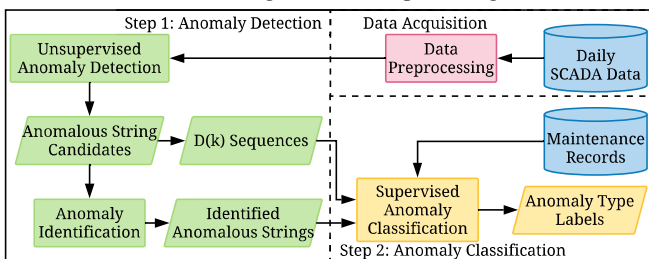 Step 1: Anomaly Detection
Data Acquisition
Unsupervised
Anomaly Detection
Data
Preprocessing
Daily
SCADA Data
Anomalous String
Candidates
D(k) Sequences
Maintenance
Records
Anomaly
Identification
Identified
Anomalous Strings
Supervised
Anomaly
Classification
Anomaly Type
Labels
Step 2: Anomaly Classification